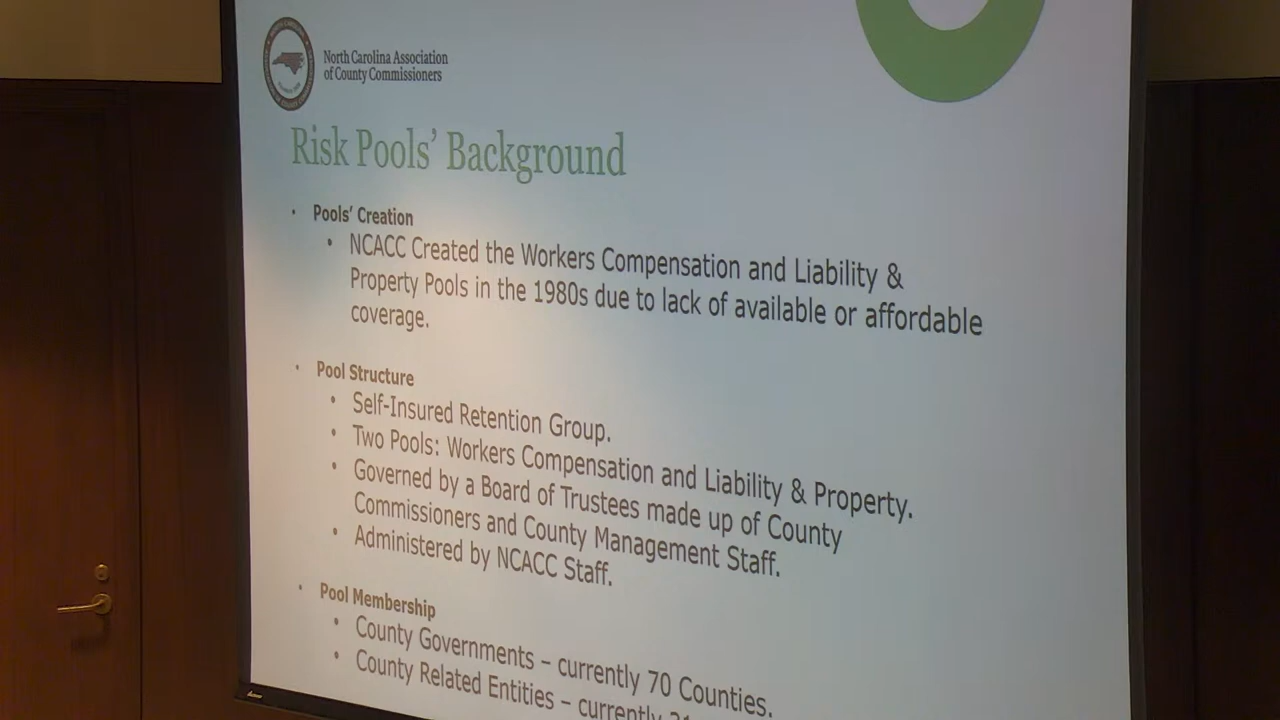 North Carolina Association
of County Commissioners
Risk Pools' Background
• Pools' Creation
• NCACC Created the Workers Compensation and Liability &
Property Pools in the 1980s due to lack of available or affordable
coverage.
• Pool Structure
• Self-Insured Retention Group.
• Two Pools: Workers Compensation and Liability & Property.
• Governed by a Board of Trustees made up of County
Commissioners and County Management Staff.
• Administered by NCACC Staff.
• Pool Membership
• County Governments – currently 70 Counties.
• County Related Entities – currently